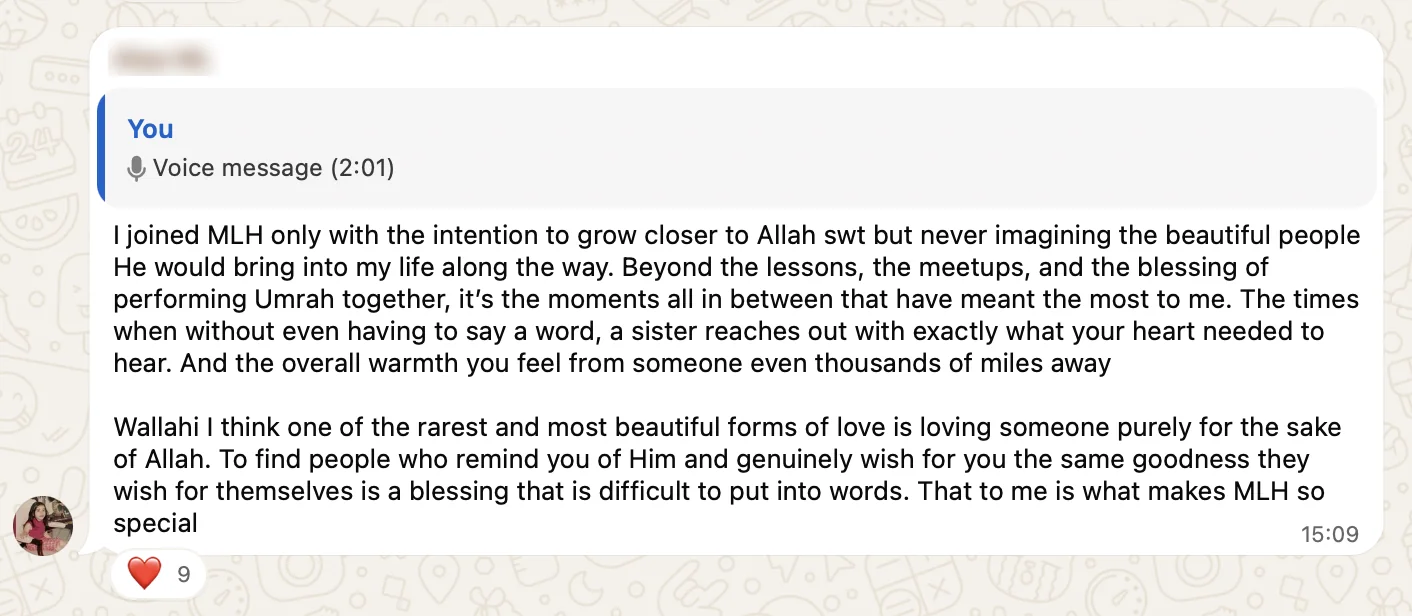 You
Voice message (2:01)
I joined MLH only with the intention to grow closer to Allah swt but never imagining the beautiful people
He would bring into my life along the way. Beyond the lessons, the meetups, and the blessing of
performing Umrah together, it’s the moments all in between that have meant the most to me. The times
when without even having to say a word, a sister reaches out with exactly what your heart needed to
hear. And the overall warmth you feel from someone even thousands of miles away
Wallahi I think one of the rarest and most beautiful forms of love is loving someone purely for the sake
of Allah. To find people who remind you of Him and genuinely wish for you the same goodness they
wish for themselves is a blessing that is difficult to put into words. That to me is what makes MLH so
special
15:09
❤️ 9